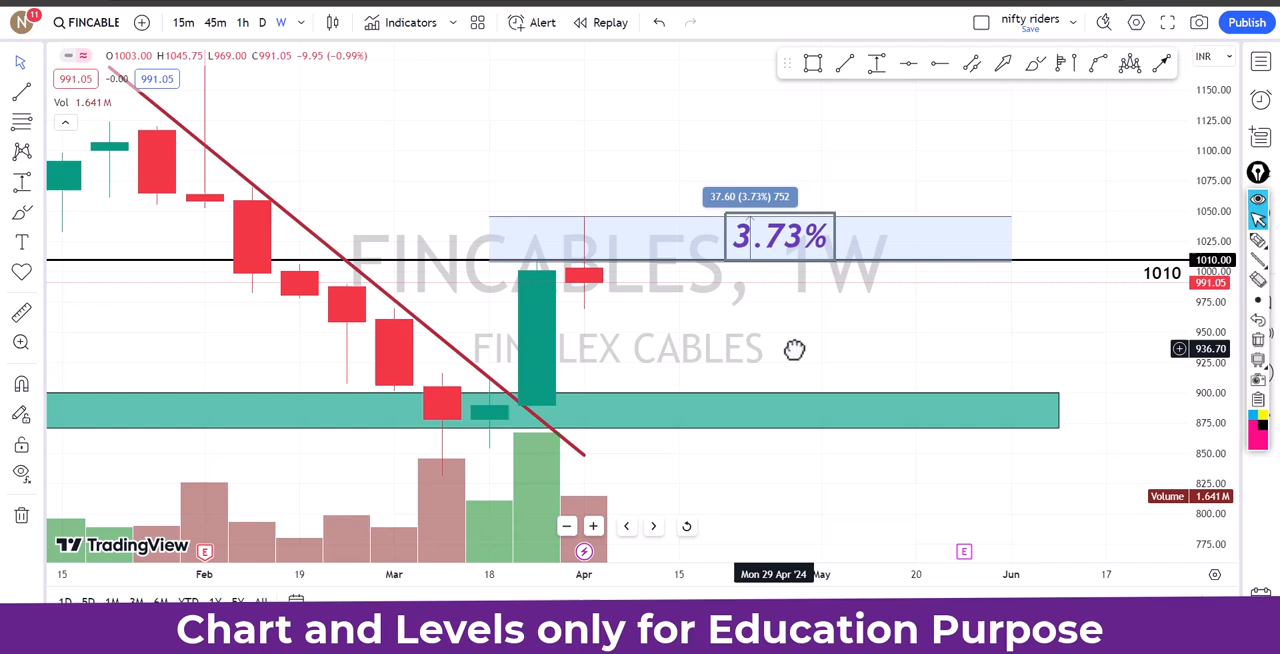 N 11 FINCABLE 15m 45m 1h D W Indicators Alert Replay nifty riders Save Publish
O1003.00 H1045.75 L969.00 C991.05 -9.95 (-0.99%)
INR
991.05 -0.00 991.05
Vol 1.641 M
1150.00
1125.00
1100.00
1075.00
1050.00
1025.00
1010.00
1000.00
991.05
975.00
950.00
936.70
925.00
900.00
875.00
850.00
825.00
Volume 1.641 M
800.00
775.00
37.60 (3.73%) 752
3.73%
FINCABLES, 1W
1010
FINOLEX CABLES
TradingView
E
E
15 Feb 19 Mar 18 Apr 15 Mon 29 Apr '24 May 20 Jun 17
1D 5D 1M 3M 6M YTD 1Y 5Y All
Chart and Levels only for Education Purpose